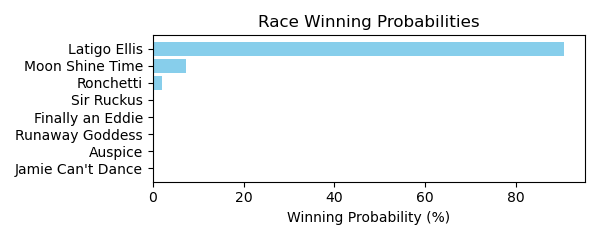 Race Winning Probabilities
Latigo Ellis
Moon Shine Time
Ronchetti
Sir Ruckus
Finally an Eddie
Runaway Goddess
Auspice
Jamie Can't Dance
0 20 40 60 80
Winning Probability (%)